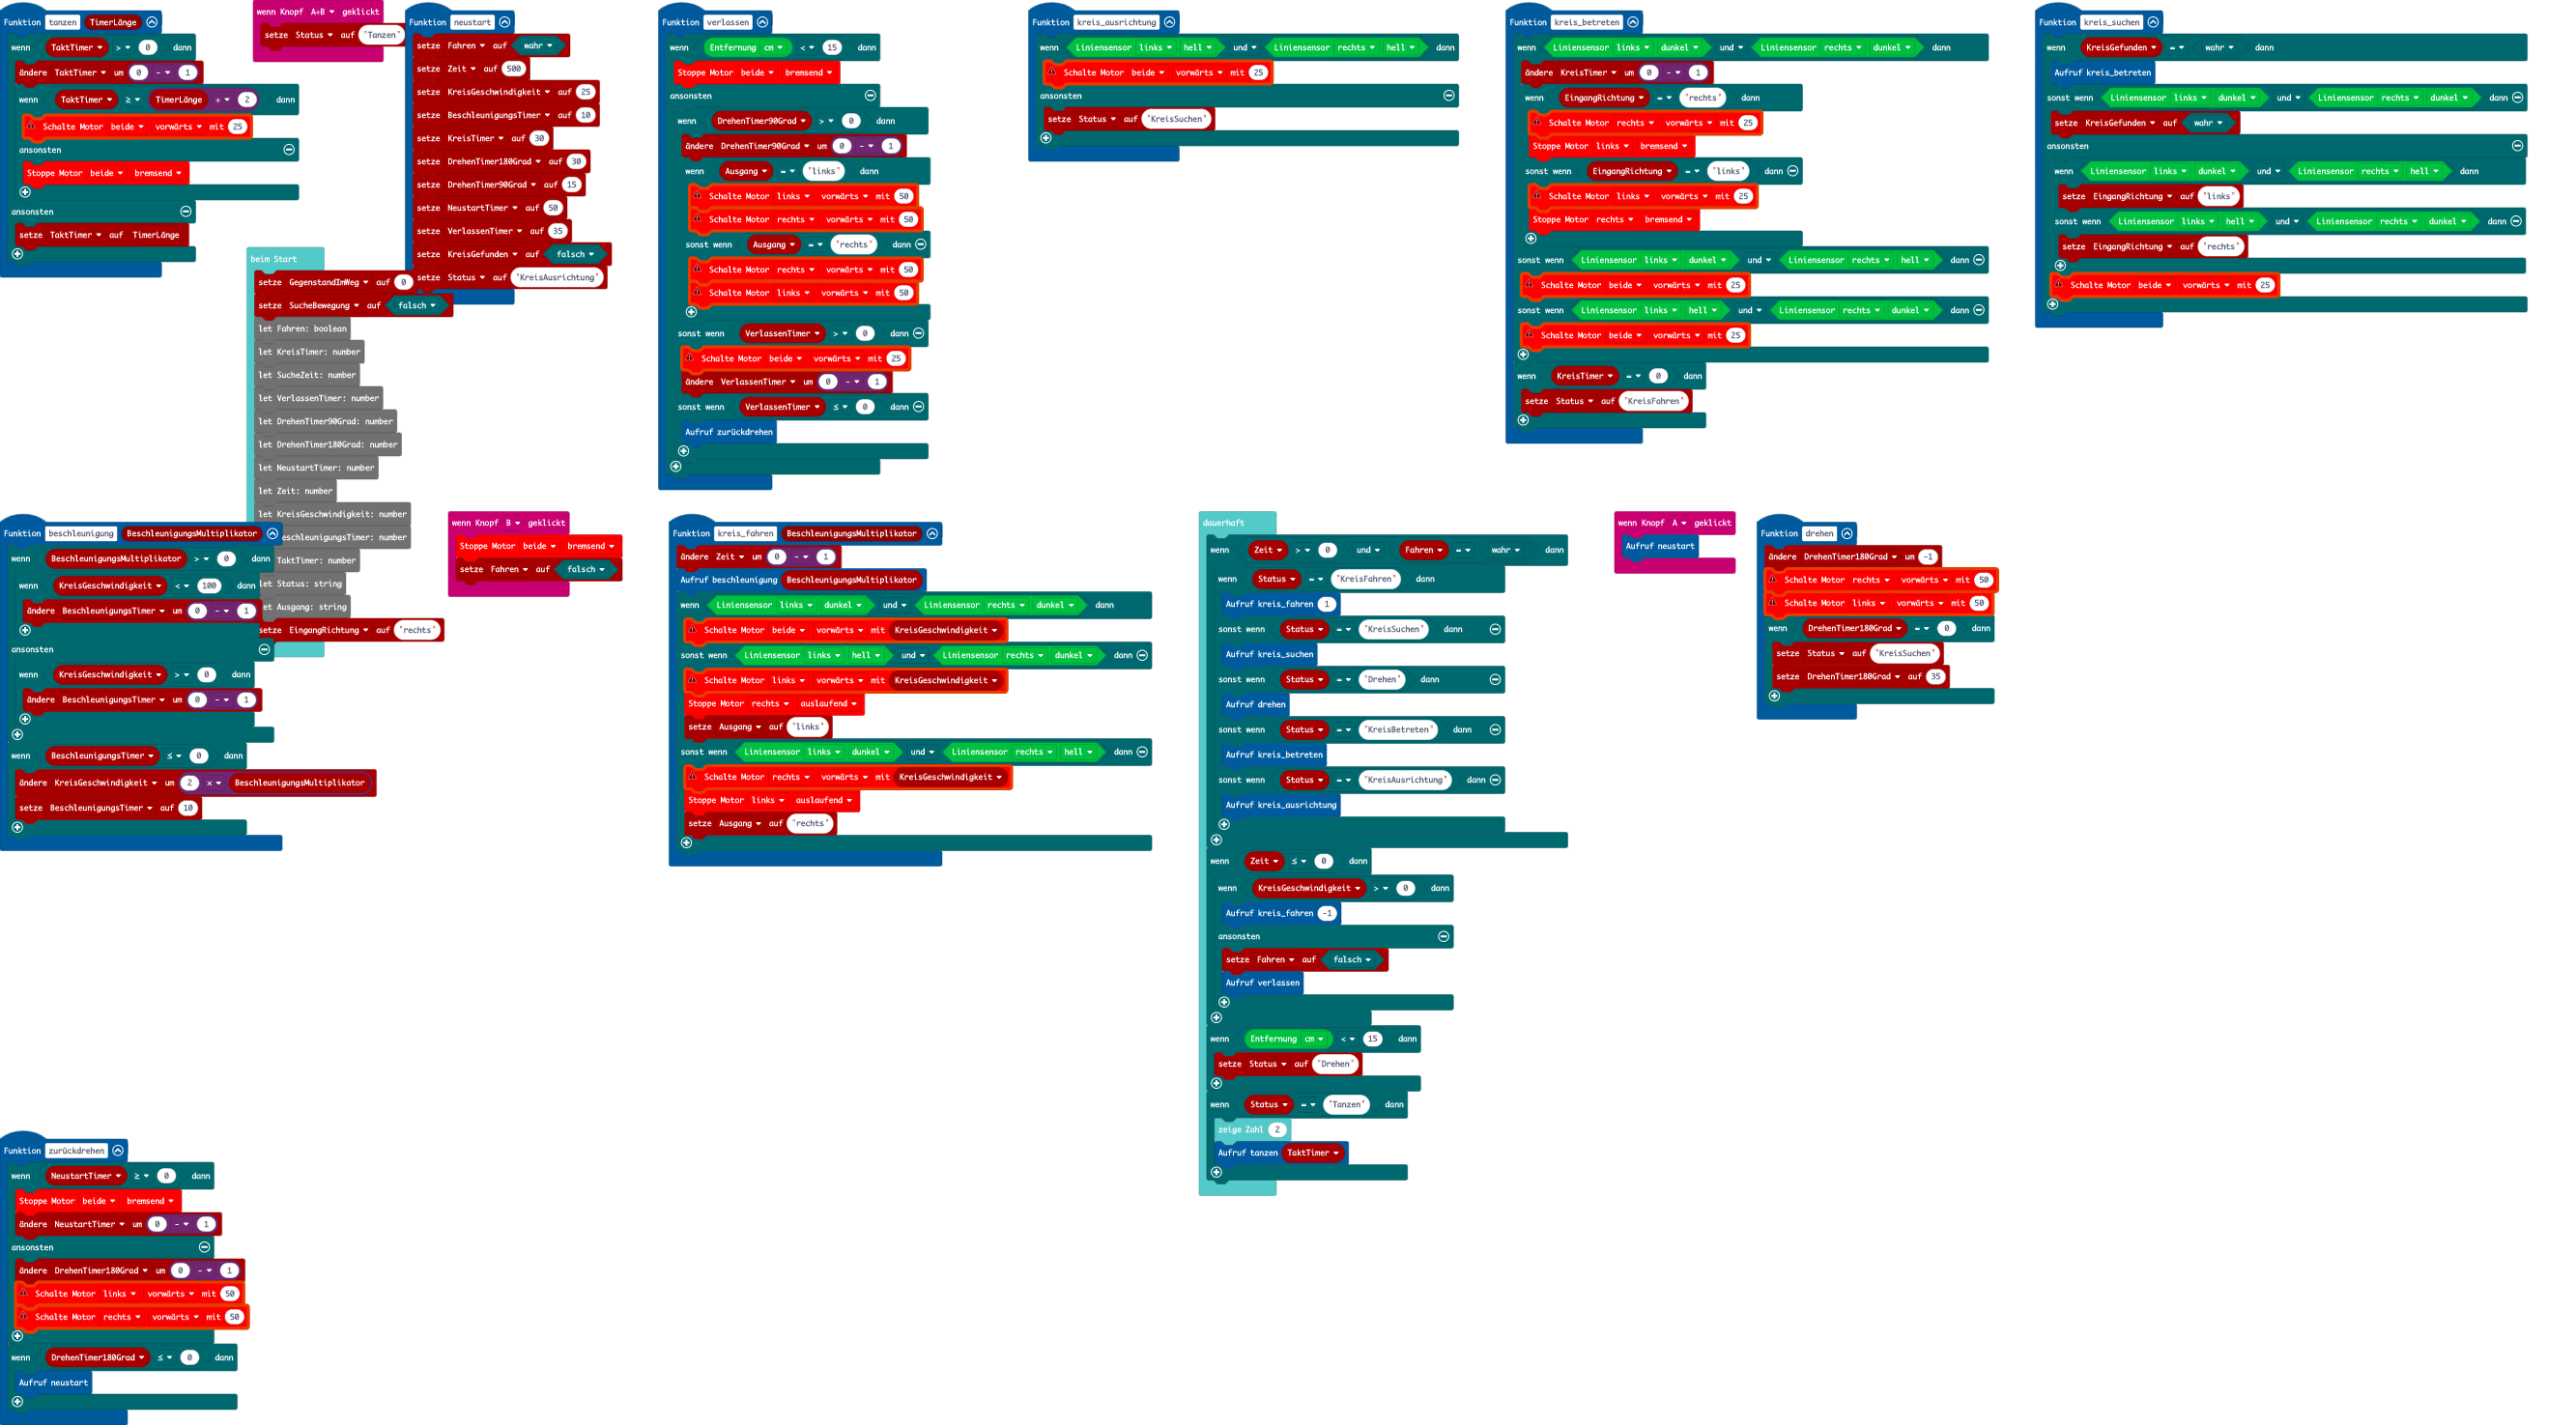 Funktion tanzen TimerLänge
wenn TaktTimer > 0 dann
ändere TaktTimer um 0 - 1
wenn TaktTimer ≥ TimerLänge ÷ 2 dann
Schalte Motor beide vorwärts mit 25
ansonsten
Stoppe Motor beide bremsend
ansonsten
setze TaktTimer auf TimerLänge
wenn Knopf A+B geklickt
setze Status auf "Tanzen"
Funktion neustart
setze Fahren auf wahr
setze Zeit auf 500
setze KreisGeschwindigkeit auf 25
setze BeschleunigungsTimer auf 10
setze KreisTimer auf 30
setze DrehenTimer180Grad auf 30
setze DrehenTimer90Grad auf 15
setze NeustartTimer auf 50
setze VerlassenTimer auf 35
setze KreisGefunden auf falsch
setze Status auf "KreisAusrichtung"
beim Start
setze GegenstandImWeg auf 0
setze SucheBewegung auf falsch
let Fahren: boolean
let KreisTimer: number
let SucheZeit: number
let VerlassenTimer: number
let DrehenTimer90Grad: number
let DrehenTimer180Grad: number
let NeustartTimer: number
let Zeit: number
let KreisGeschwindigkeit: number
eschleunigungsTimer: number
TaktTimer: number
let Status: string
et Ausgang: string
setze EingangRichtung auf "rechts"
Funktion verlassen
wenn Entfernung cm < 15 dann
Stoppe Motor beide bremsend
ansonsten
wenn DrehenTimer90Grad > 0 dann
ändere DrehenTimer90Grad um 0 - 1
wenn Ausgang = "links" dann
Schalte Motor links vorwärts mit 50
Schalte Motor rechts vorwärts mit 50
sonst wenn Ausgang = "rechts" dann
Schalte Motor rechts vorwärts mit 50
Schalte Motor links vorwärts mit 50
sonst wenn VerlassenTimer > 0 dann
Schalte Motor beide vorwärts mit 25
ändere VerlassenTimer um 0 - 1
sonst wenn VerlassenTimer ≤ 0 dann
Aufruf zurückdrehen
Funktion kreis_ausrichtung
wenn Liniensensor links hell und Liniensensor rechts hell dann
Schalte Motor beide vorwärts mit 25
ansonsten
setze Status auf "KreisSuchen"
Funktion kreis_betreten
wenn Liniensensor links dunkel und Liniensensor rechts dunkel dann
ändere KreisTimer um 0 - 1
wenn EingangRichtung = "rechts" dann
Schalte Motor rechts vorwärts mit 25
Stoppe Motor links bremsend
sonst wenn EingangRichtung = "links" dann
Schalte Motor links vorwärts mit 25
Stoppe Motor rechts bremsend
sonst wenn Liniensensor links dunkel und Liniensensor rechts hell dann
Schalte Motor beide vorwärts mit 25
sonst wenn Liniensensor links hell und Liniensensor rechts dunkel dann
Schalte Motor beide vorwärts mit 25
wenn KreisTimer = 0 dann
setze Status auf "KreisFahren"
Funktion kreis_suchen
wenn KreisGefunden = wahr dann
Aufruf kreis_betreten
sonst wenn Liniensensor links dunkel und Liniensensor rechts dunkel dann
setze KreisGefunden auf wahr
ansonsten
wenn Liniensensor links dunkel und Liniensensor rechts hell dann
setze EingangRichtung auf "links"
sonst wenn Liniensensor links hell und Liniensensor rechts dunkel dann
setze EingangRichtung auf "rechts"
Schalte Motor beide vorwärts mit 25
Funktion beschleunigung BeschleunigungsMultiplikator
wenn BeschleunigungsMultiplikator > 0 dann
wenn KreisGeschwindigkeit < 100 dann
ändere BeschleunigungsTimer um 0 - 1
ansonsten
wenn KreisGeschwindigkeit > 0 dann
ändere BeschleunigungsTimer um 0 - 1
wenn BeschleunigungsTimer ≤ 0 dann
ändere KreisGeschwindigkeit um 2 × BeschleunigungsMultiplikator
setze BeschleunigungsTimer auf 10
wenn Knopf B geklickt
Stoppe Motor beide bremsend
setze Fahren auf falsch
Funktion kreis_fahren BeschleunigungsMultiplikator
ändere Zeit um 0 - 1
Aufruf beschleunigung BeschleunigungsMultiplikator
wenn Liniensensor links dunkel und Liniensensor rechts dunkel dann
Schalte Motor beide vorwärts mit KreisGeschwindigkeit
sonst wenn Liniensensor links hell und Liniensensor rechts dunkel dann
Schalte Motor links vorwärts mit KreisGeschwindigkeit
Stoppe Motor rechts auslaufend
setze Ausgang auf "links"
sonst wenn Liniensensor links dunkel und Liniensensor rechts hell dann
Schalte Motor rechts vorwärts mit KreisGeschwindigkeit
Stoppe Motor links auslaufend
setze Ausgang auf "rechts"
dauerhaft
wenn Zeit > 0 und Fahren = wahr dann
wenn Status = "KreisFahren" dann
Aufruf kreis_fahren 1
sonst wenn Status = "KreisSuchen" dann
Aufruf kreis_suchen
sonst wenn Status = "Drehen" dann
Aufruf drehen
sonst wenn Status = "KreisBetreten" dann
Aufruf kreis_betreten
sonst wenn Status = "KreisAusrichtung" dann
Aufruf kreis_ausrichtung
wenn Zeit ≤ 0 dann
wenn KreisGeschwindigkeit > 0 dann
Aufruf kreis_fahren -1
ansonsten
setze Fahren auf falsch
Aufruf verlassen
wenn Entfernung cm < 15 dann
setze Status auf "Drehen"
wenn Status = "Tanzen" dann
zeige Zahl 2
Aufruf tanzen TaktTimer
wenn Knopf A geklickt
Aufruf neustart
Funktion drehen
ändere DrehenTimer180Grad um -1
Schalte Motor rechts vorwärts mit 50
Schalte Motor links vorwärts mit 50
wenn DrehenTimer180Grad = 0 dann
setze Status auf "KreisSuchen"
setze DrehenTimer180Grad auf 35
Funktion zurückdrehen
wenn NeustartTimer ≥ 0 dann
Stoppe Motor beide bremsend
ändere NeustartTimer um 0 - 1
ansonsten
ändere DrehenTimer180Grad um 0 - 1
Schalte Motor links vorwärts mit 50
Schalte Motor rechts vorwärts mit 50
wenn DrehenTimer180Grad ≤ 0 dann
Aufruf neustart